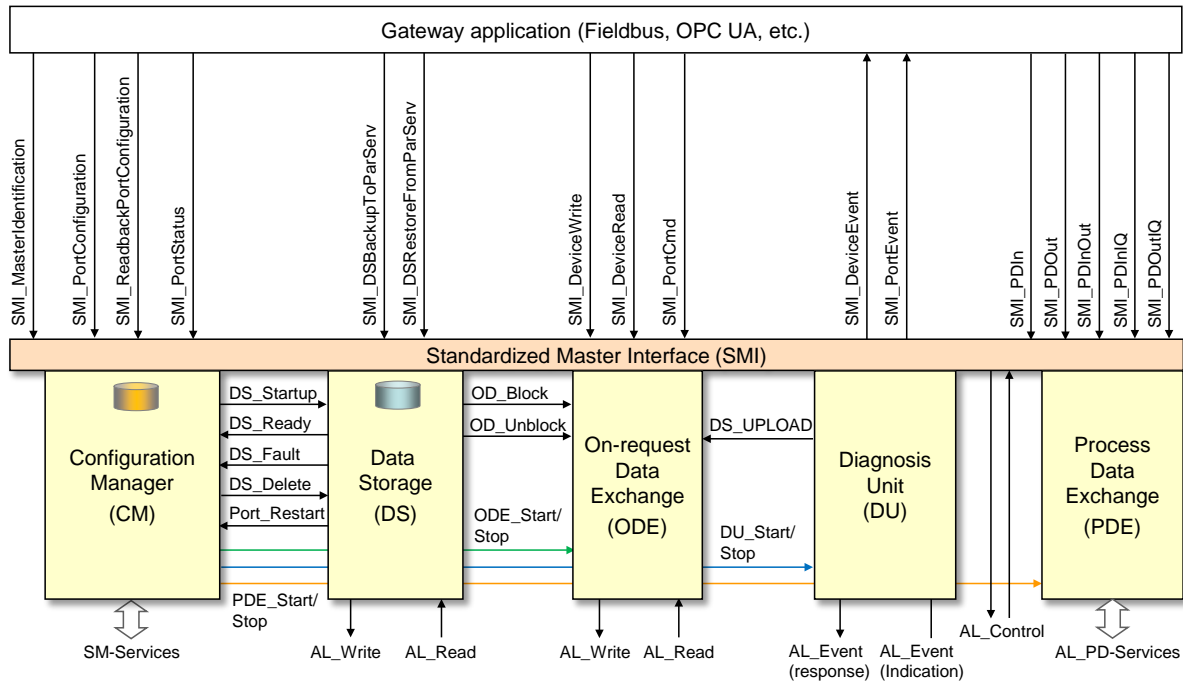 Gateway application (Fieldbus, OPC UA, etc.)
SMI_MasterIdentification
SMI_PortConfiguration
SMI_ReadbackPortConfiguration
SMI_PortStatus
SMI_DSBackupToParServ
SMI_DSRestoreFromParServ
SMI_DeviceWrite
SMI_DeviceRead
SMI_PortCmd
SMI_DeviceEvent
SMI_PortEvent
SMI_PDIn
SMI_PDOut
SMI_PDInOut
SMI_PDInIQ
SMI_PDOutIQ
Standardized Master Interface (SMI)
Configuration
Manager
(CM)
DS_Startup
DS_Ready
DS_Fault
DS_Delete
Port_Restart
Data
Storage
(DS)
OD_Block
OD_Unblock
ODE_Start/
Stop
On-request
Data
Exchange
(ODE)
DS_UPLOAD
DU_Start/
Stop
Diagnosis
Unit
(DU)
Process
Data
Exchange
(PDE)
PDE_Start/
Stop
SM-Services
AL_Write
AL_Read
AL_Write
AL_Read
AL_Event
(response)
AL_Event
(Indication)
AL_Control
AL_PD-Services